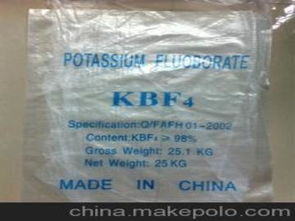 POTASSIUM FLUOBORATE
KBF4
Specification:Q/FAFH 01-2002
Content:KBF4 ≥ 98%
Gross Weight: 25.1 KG
Net Weight: 25 KG
MADE IN CHINA
china.makepolo.com